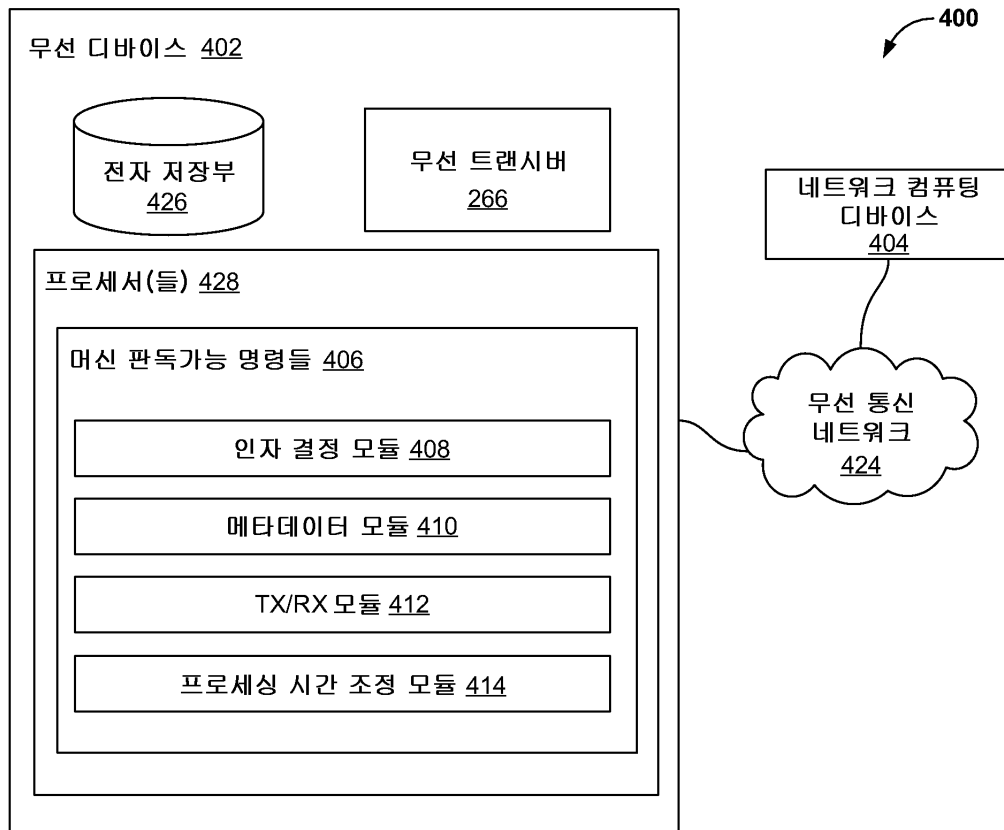 400
무선 디바이스 402
전자 저장부
426
무선 트랜시버
266
네트워크 컴퓨팅
디바이스
404
프로세서(들) 428
머신 판독가능 명령들 406
인자 결정 모듈 408
메타데이터 모듈 410
TX/RX 모듈 412
프로세싱 시간 조정 모듈 414
무선 통신
네트워크
424